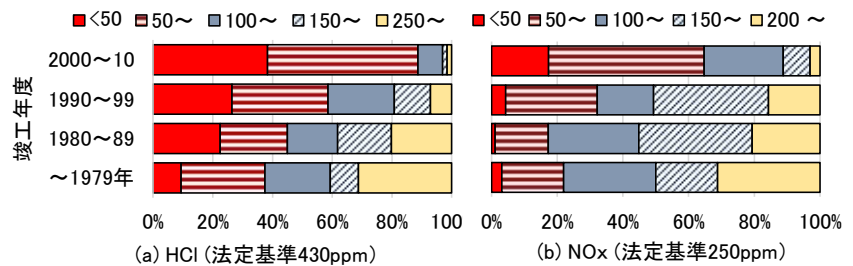 <50 50～ 100～ 150～ 250～
<50 50～ 100～ 150～ 200 ～
竣工年度
2000～10
1990～99
1980～89
～1979年
0% 20% 40% 60% 80% 100
0% 20% 40% 60% 80% 100%
(a) HCl (法定基準430ppm)
(b) NOx (法定基準250ppm)